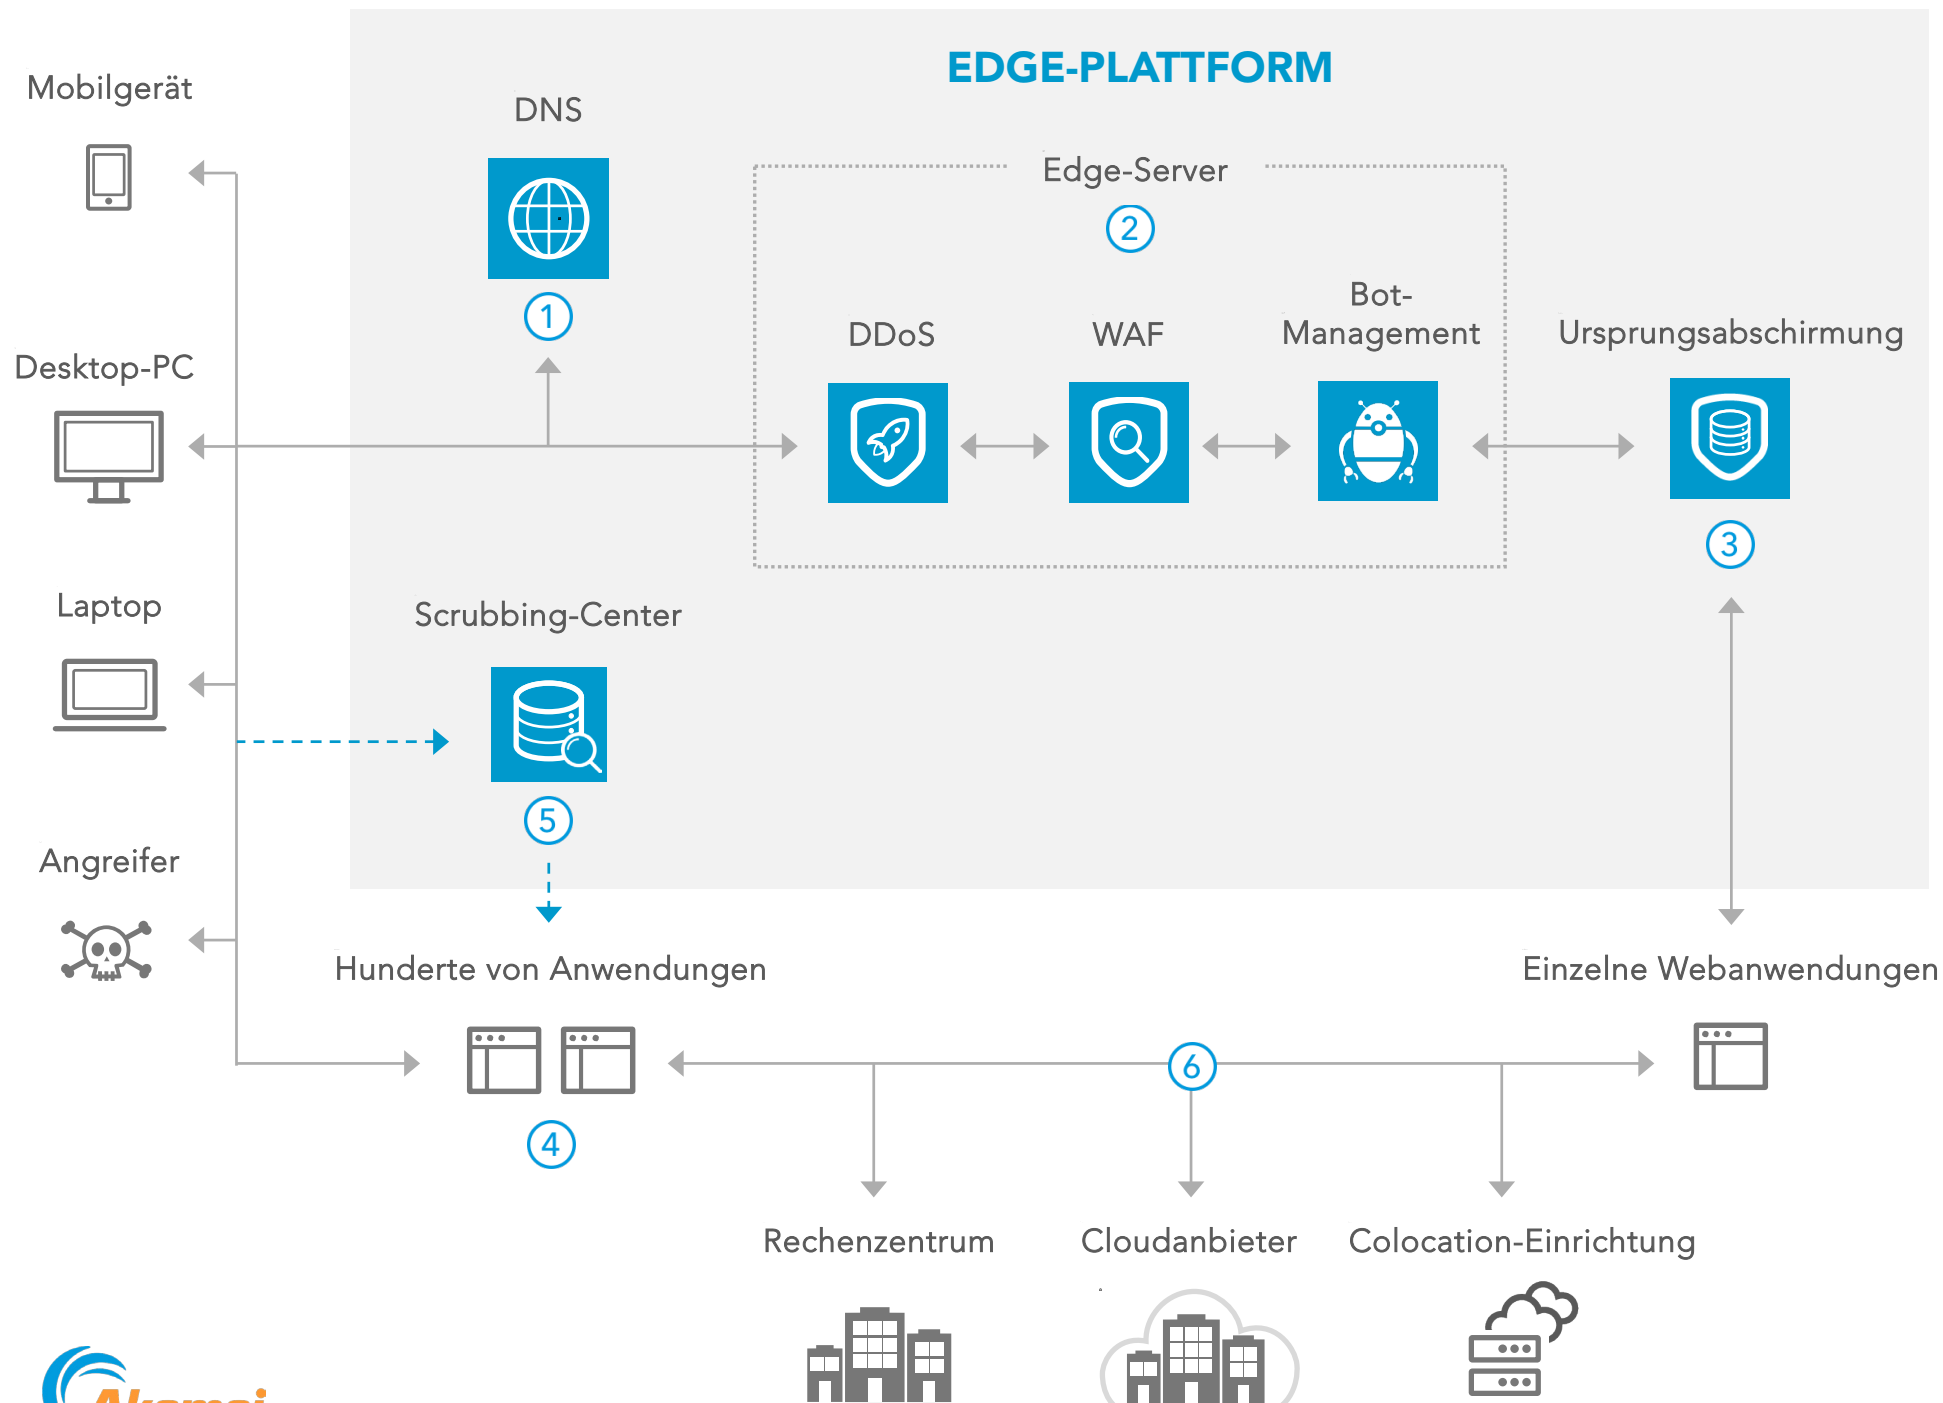 EDGE-PLATTFORM
Mobilgerät
DNS
Edge-Server
2
Bot-
Management
1
DDoS
WAF
Ursprungsabschirmung
Desktop-PC
3
Laptop
Scrubbing-Center
5
Angreifer
Hunderte von Anwendungen
Einzelne Webanwendungen
6
4
Rechenzentrum
Cloudanbieter
Colocation-Einrichtung
Akamai